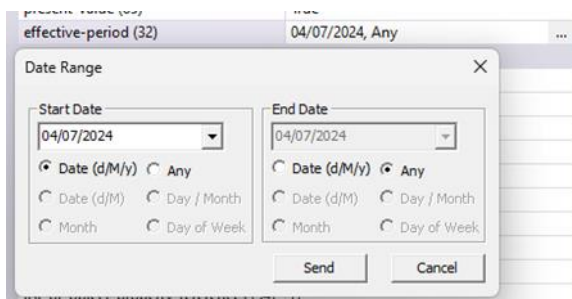 present-value (85) True
effective-period (32) 04/07/2024, Any ...
Date Range
Start Date End Date
04/07/2024 04/07/2024
Date (d/M/y) Any Date (d/M/y) Any
Date (d/M) Day / Month Date (d/M) Day / Month
Month Day of Week Month Day of Week
Send Cancel